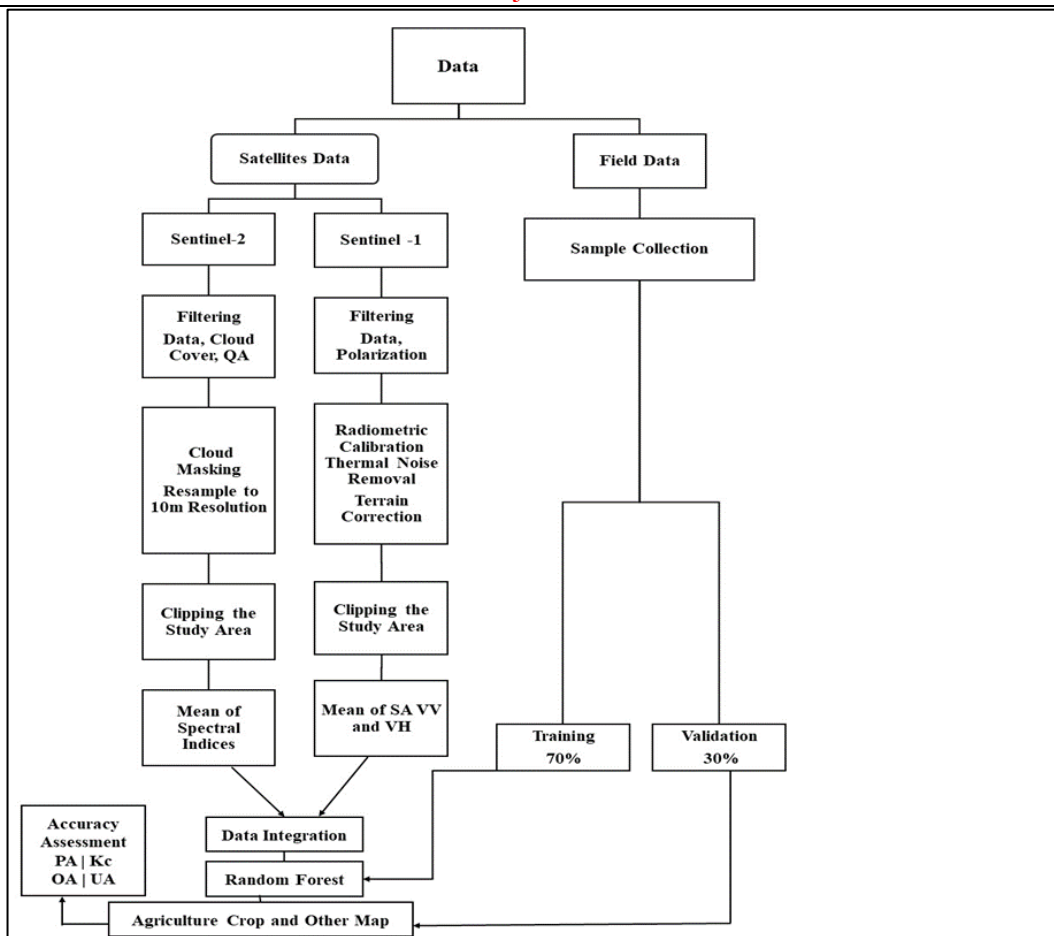 Data
Satellites Data
Field Data
Sentinel-2
Sentinel -1
Sample Collection
Filtering
Data, Cloud
Cover, QA
Filtering
Data,
Polarization
Cloud
Masking
Resample to
10m Resolution
Radiometric
Calibration
Thermal Noise
Removal
Terrain
Correction
Clipping the
Study Area
Clipping the
Study Area
Mean of
Spectral
Indices
Mean of SA VV
and VH
Training
70%
Validation
30%
Accuracy
Assessment
PA | Kc
OA | UA
Data Integration
Random Forest
Agriculture Crop and Other Map